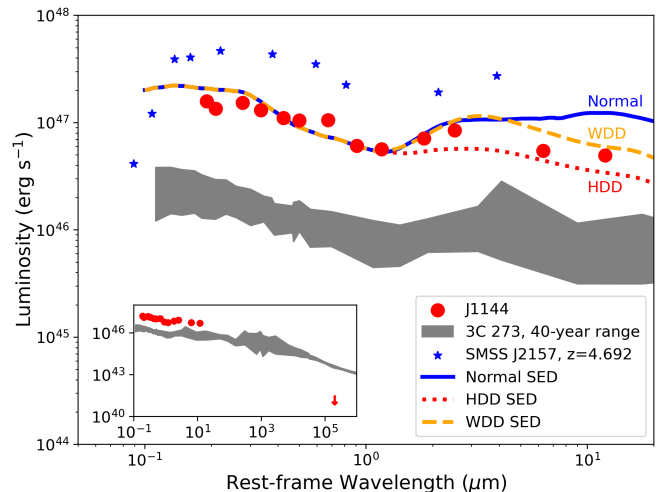 10^48
10^47
10^46
10^45
10^44
Luminosity (erg s^−1)
Normal
WDD
HDD
10^46
10^43
10^40
10^−1
10^1
10^3
10^5
J1144
3C 273, 40-year range
SMSS J2157, z=4.692
Normal SED
HDD SED
WDD SED
10^−1
10^0
10^1
Rest-frame Wavelength (μm)